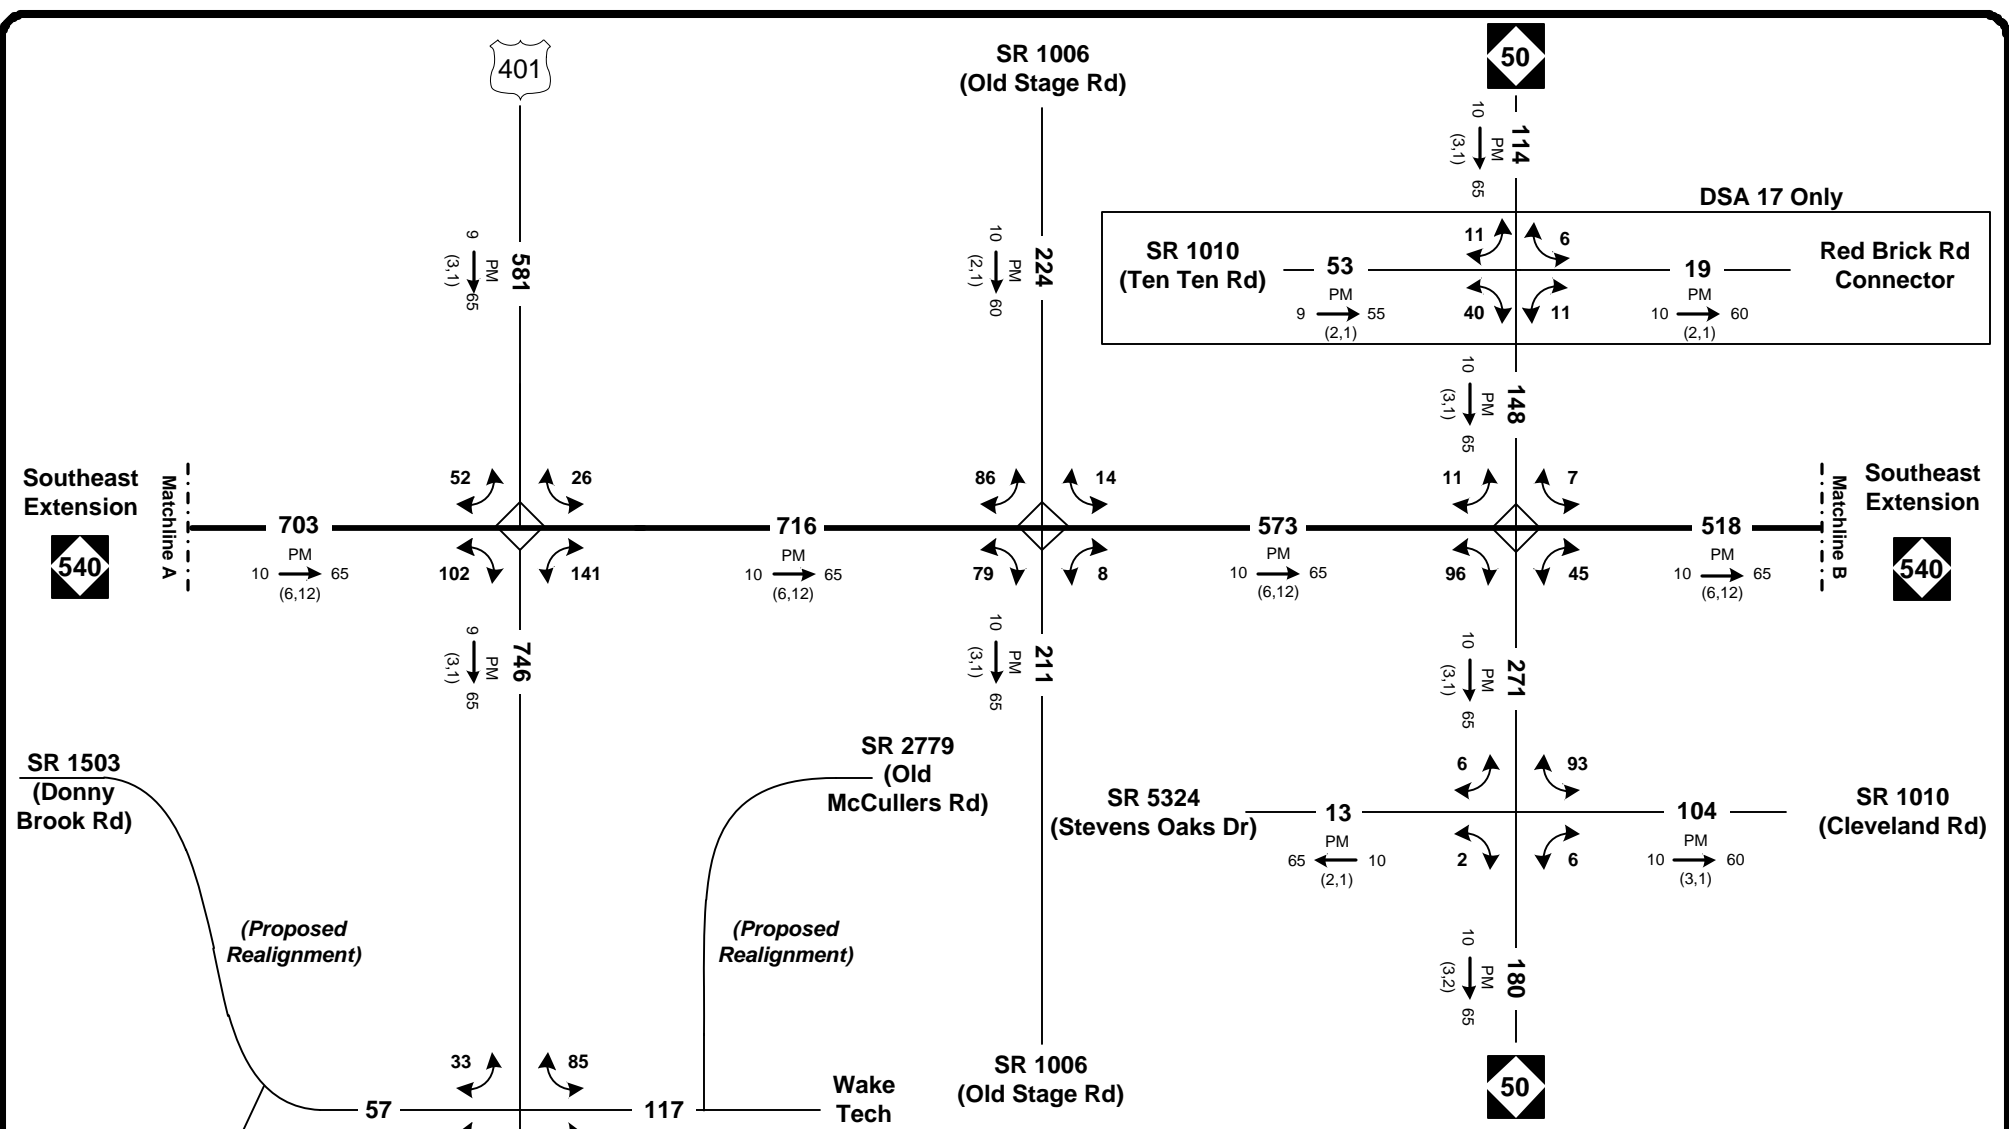 401
SR 1006
(Old Stage Rd)
50
10
PM
(3,1)
65
114
DSA 17 Only
SR 1010
(Ten Ten Rd)
53
PM
9
55
(2,1)
11
6
40
11
19
PM
10
60
(2,1)
Red Brick Rd
Connector
9
PM
(3,1)
65
581
10
PM
(2,1)
60
224
10
PM
(3,1)
65
148
Southeast
Extension
540
Matchline A
703
PM
10
65
(6,12)
52
26
102
141
716
PM
10
65
(6,12)
86
14
79
8
573
PM
10
65
(6,12)
11
7
96
45
518
PM
10
65
(6,12)
Matchline B
Southeast
Extension
540
9
PM
(3,1)
65
746
10
PM
(3,1)
65
211
10
PM
(3,1)
65
271
SR 1503
(Donny
Brook Rd)
SR 2779
(Old
McCullers Rd)
SR 5324
(Stevens Oaks Dr)
13
PM
65
10
(2,1)
6
93
2
6
104
PM
10
60
(3,1)
SR 1010
(Cleveland Rd)
(Proposed
Realignment)
(Proposed
Realignment)
10
PM
(3,2)
65
180
33
85
57
117
Wake
Tech
SR 1006
(Old Stage Rd)
50